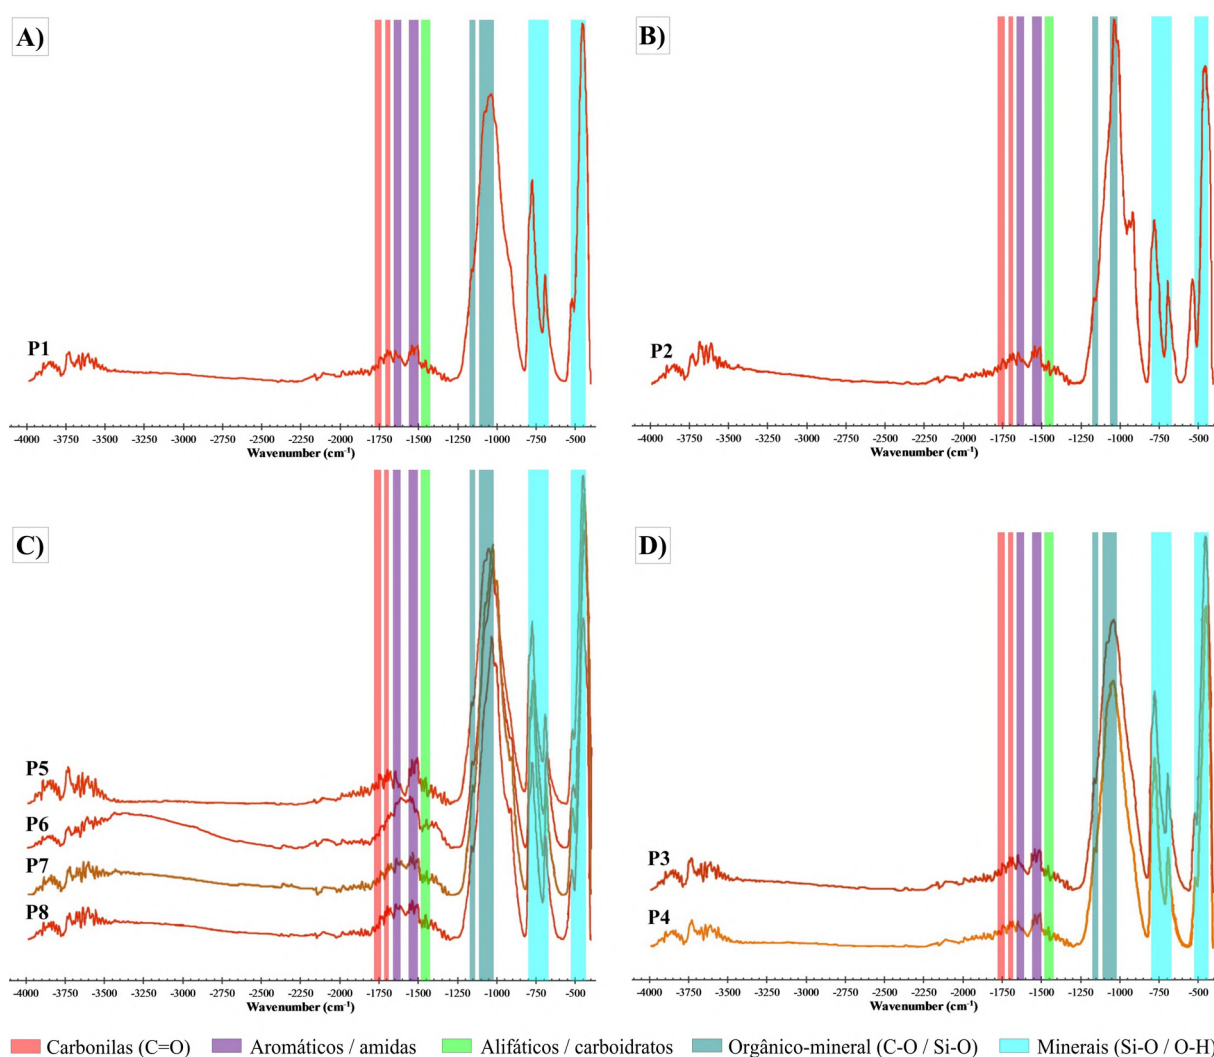 A)
P1
-4000 -3750 -3500 -3250 -3000 -2750 -2500 -2250 -2000 -1750 -1500 -1250 -1000 -750 -500
Wavenumber (cm⁻¹)
B)
P2
-4000 -3750 -3500 -3250 -3000 -2750 -2500 -2250 -2000 -1750 -1500 -1250 -1000 -750 -500
Wavenumber (cm⁻¹)
C)
P5
P6
P7
P8
-4000 -3750 -3500 -3250 -3000 -2750 -2500 -2250 -2000 -1750 -1500 -1250 -1000 -750 -500
Wavenumber (cm⁻¹)
D)
P3
P4
-4000 -3750 -3500 -3250 -3000 -2750 -2500 -2250 -2000 -1750 -1500 -1250 -1000 -750 -500
Wavenumber (cm⁻¹)
Carbonilas (C=O) Aromáticos / amidas Alifáticos / carboidratos Orgânico-mineral (C-O / Si-O) Minerais (Si-O / O-H)